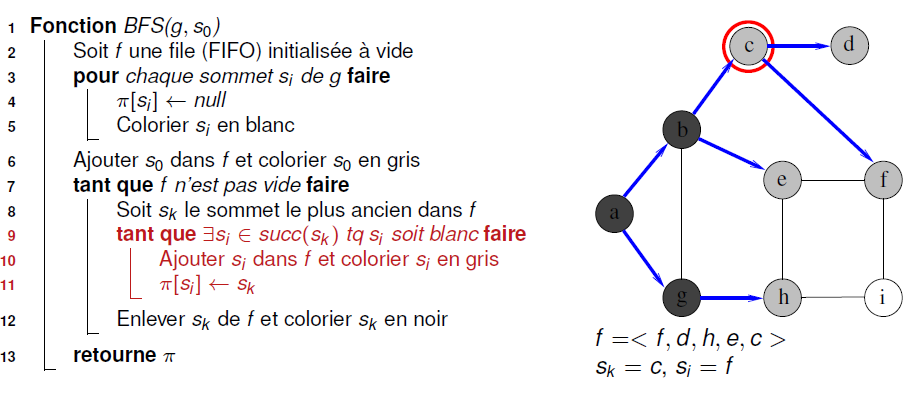 1 Fonction BFS(g, s₀)
2 Soit f une file (FIFO) initialisée à vide
3 pour chaque sommet sᵢ de g faire
4 π[sᵢ] ← null
5 Colorier sᵢ en blanc
6 Ajouter s₀ dans f et colorier s₀ en gris
7 tant que f n'est pas vide faire
8 Soit sₖ le sommet le plus ancien dans f
9 tant que ∃sᵢ ∈ succ(sₖ) tq sᵢ soit blanc faire
10 Ajouter sᵢ dans f et colorier sᵢ en gris
11 π[sᵢ] ← sₖ
12 Enlever sₖ de f et colorier sₖ en noir
13 retourne π
c d
b
e f
a
g h i
f =< f, d, h, e, c >
sₖ = c, sᵢ = f